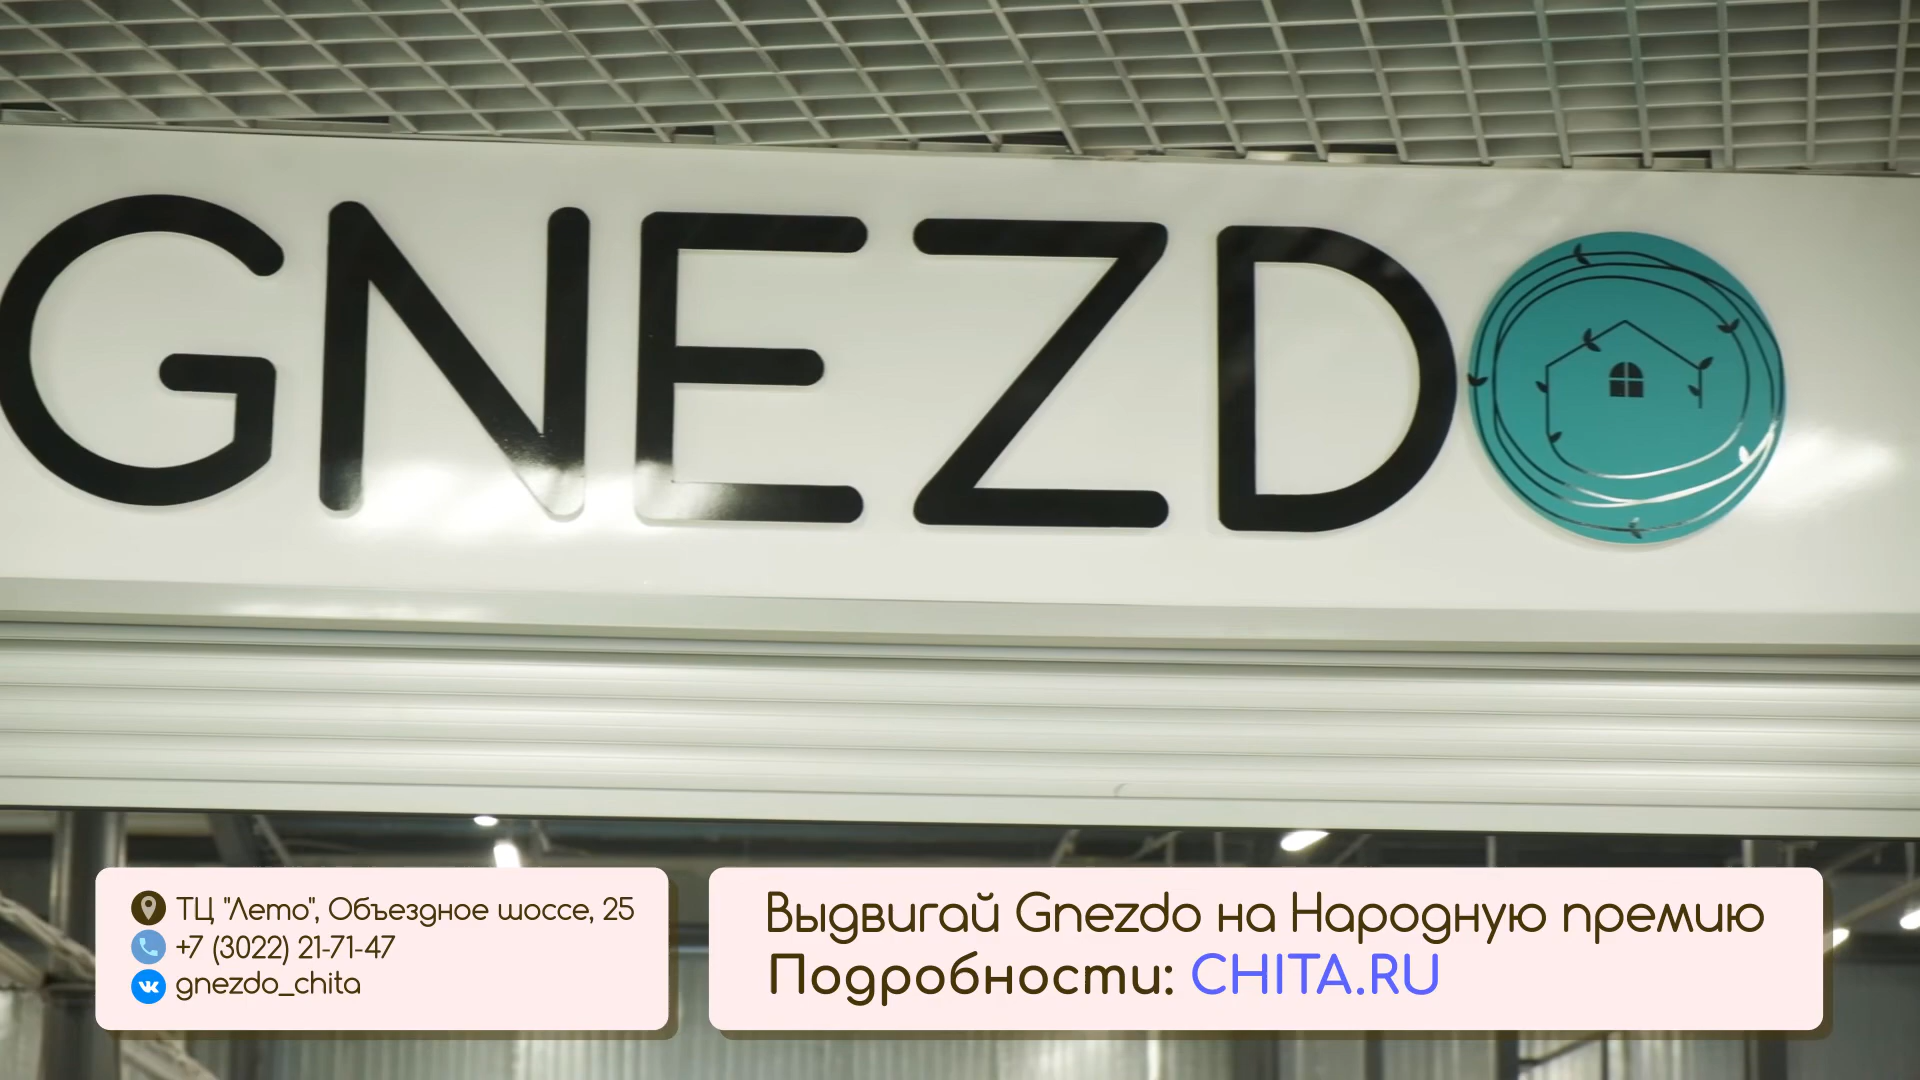 GNEZDO
ТЦ "Лето", Объездное шоссе, 25
+7 (3022) 21-71-47
gnezdo_chita
Выдвигай Gnezdo на Народную премию
Подробности: CHITA.RU